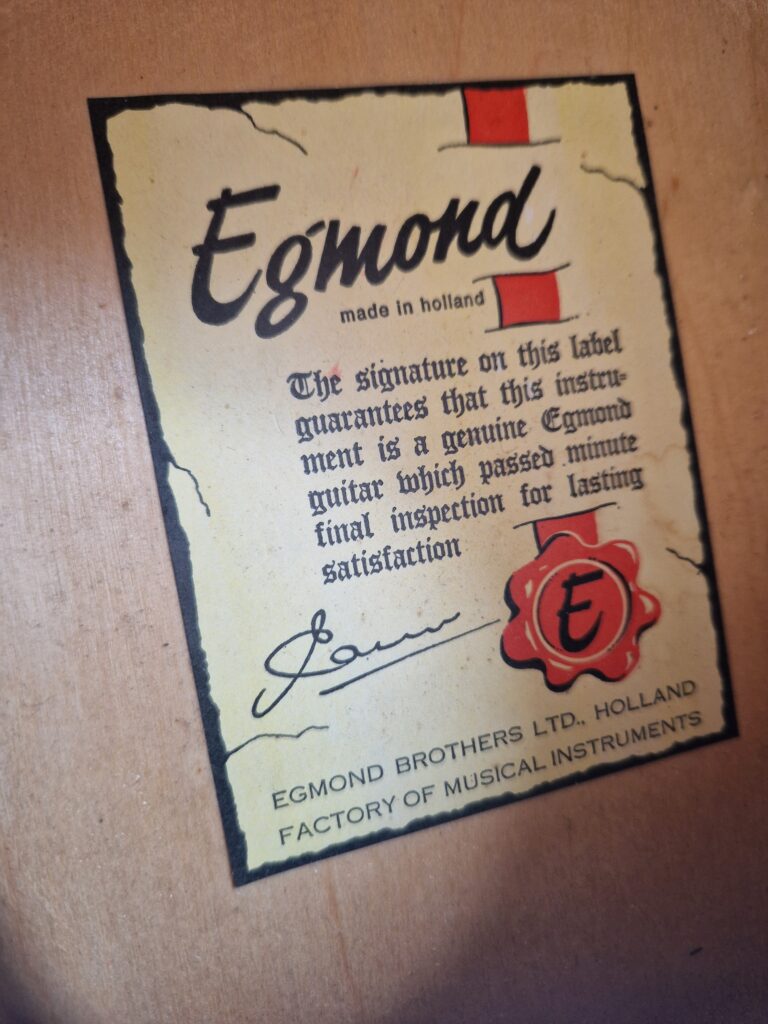 Egmond
made in holland
The signature on this label
guarantees that this instru-
ment is a genuine Egmond
guitar which passed minute
final inspection for lasting
satisfaction
E
EGMOND BROTHERS LTD., HOLLAND
FACTORY OF MUSICAL INSTRUMENTS